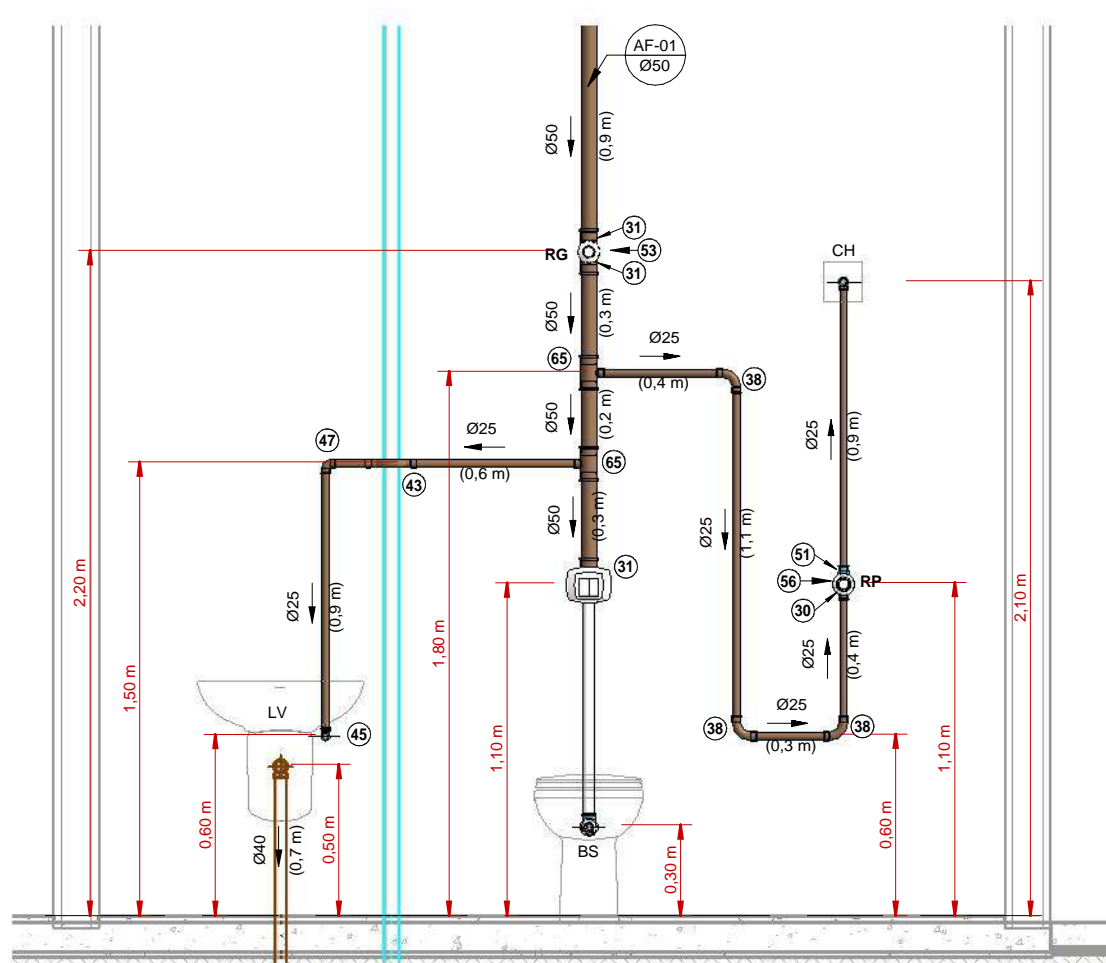 AF-01
Ø50
Ø50
(0,9 m)
31
RG
53
31
CH
Ø50
(0,3 m)
65
Ø25
(0,4 m)
38
Ø50
(0,2 m)
47
Ø25
(0,6 m)
43
65
Ø25
(0,9 m)
Ø50
(0,3 m)
31
51
56
RP
30
Ø25
(1,1 m)
2,20 m
Ø25
(0,9 m)
1,80 m
2,10 m
1,50 m
Ø25
(0,4 m)
LV
45
38
Ø25
(0,3 m)
38
1,10 m
1,10 m
0,60 m
Ø40
(0,7 m)
0,50 m
BS
0,30 m
0,60 m